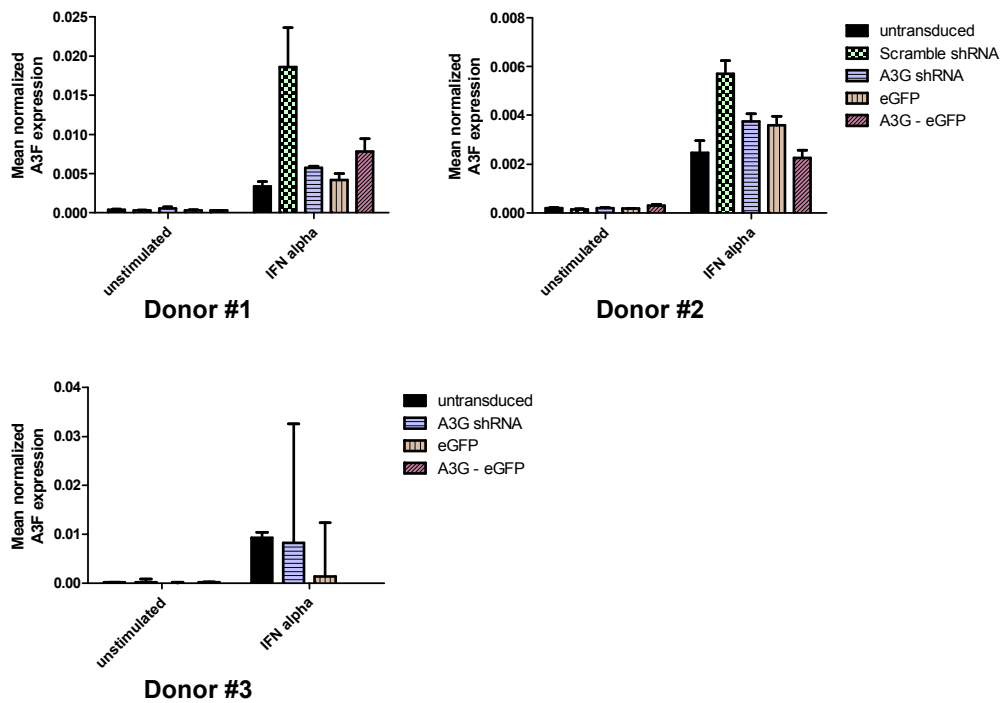 0.025
0.020
0.015
0.010
0.005
0.000
Mean normalized
A3F expression
unstimulated
IFN alpha
Donor #1
0.008
0.006
0.004
0.002
0.000
Mean normalized
A3F expression
unstimulated
IFN alpha
Donor #2
untransduced
Scramble shRNA
A3G shRNA
eGFP
A3G - eGFP
0.04
0.03
0.02
0.01
0.00
Mean normalized
A3F expression
unstimulated
IFN alpha
Donor #3
untransduced
A3G shRNA
eGFP
A3G - eGFP